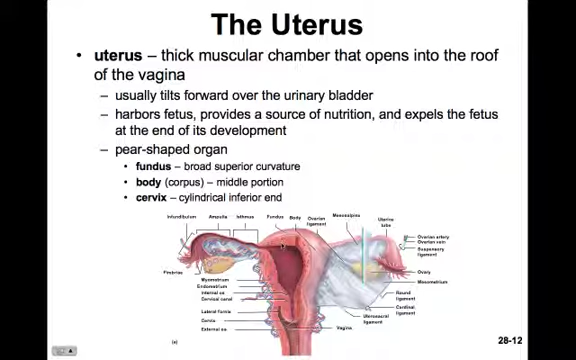 The Uterus
• uterus – thick muscular chamber that opens into the roof
of the vagina
– usually tilts forward over the urinary bladder
– harbors fetus, provides a source of nutrition, and expels the fetus
at the end of its development
– pear-shaped organ
• fundus – broad superior curvature
• body (corpus) – middle portion
• cervix – cylindrical inferior end
Infundibulum Ampulla Isthmus Fundus Body Ovarian
ligament Mesosalpinx Uterine
tube
Ovarian artery
Ovarian vein
Suspensory
ligament
Fimbriae
Ovary
Myometrium
Mesometrium
Endometrium
Internal os
Round
ligament
Cervical canal
Cardinal
ligament
Lateral fornix
Uterosacral
ligament
Cervix
External os
Vagina
(a)
28-12